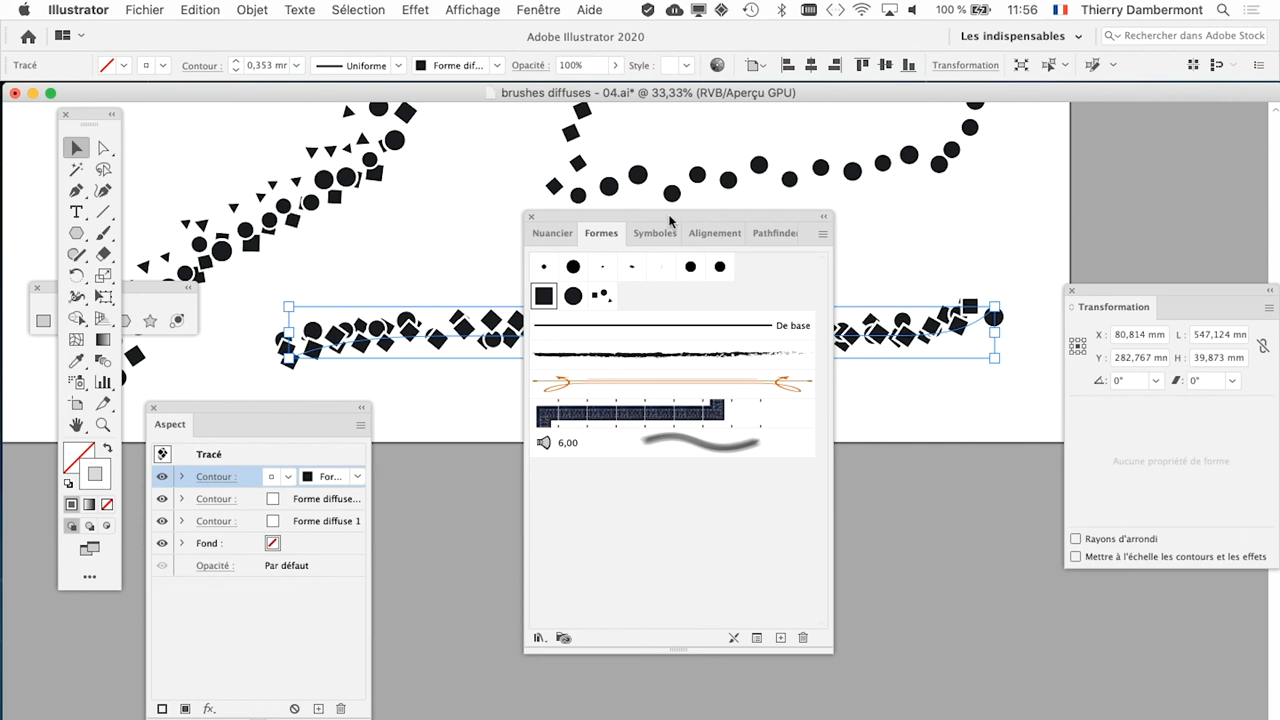 Illustrator Fichier Edition Objet Texte Sélection Effet Affichage Fenêtre Aide 100 % 11:56 Thierry Dambermont
Adobe Illustrator 2020 Les indispensables Rechercher dans Adobe Stock
Tracé Contour : 0,353 mr Uniforme Forme dif... Opacité : 100% Style : Transformation
brushes diffuses - 04.ai* @ 33,33% (RVB/Aperçu GPU)
Nuancier Formes Symboles Alignement Pathfinder
De base
6,00
Transformation
X : 80,814 mm L : 547,124
Y : 282,767 mm H : 39,873 mm
0° 0°
Aucune propriété de forme
Rayons d'arrondi
Mettre à l'échelle les contours et les effets
Aspect
Tracé
Contour : For...
Contour : Forme diffuse...
Contour : Forme diffuse 1
Fond :
Opacité : Par défaut
fx.